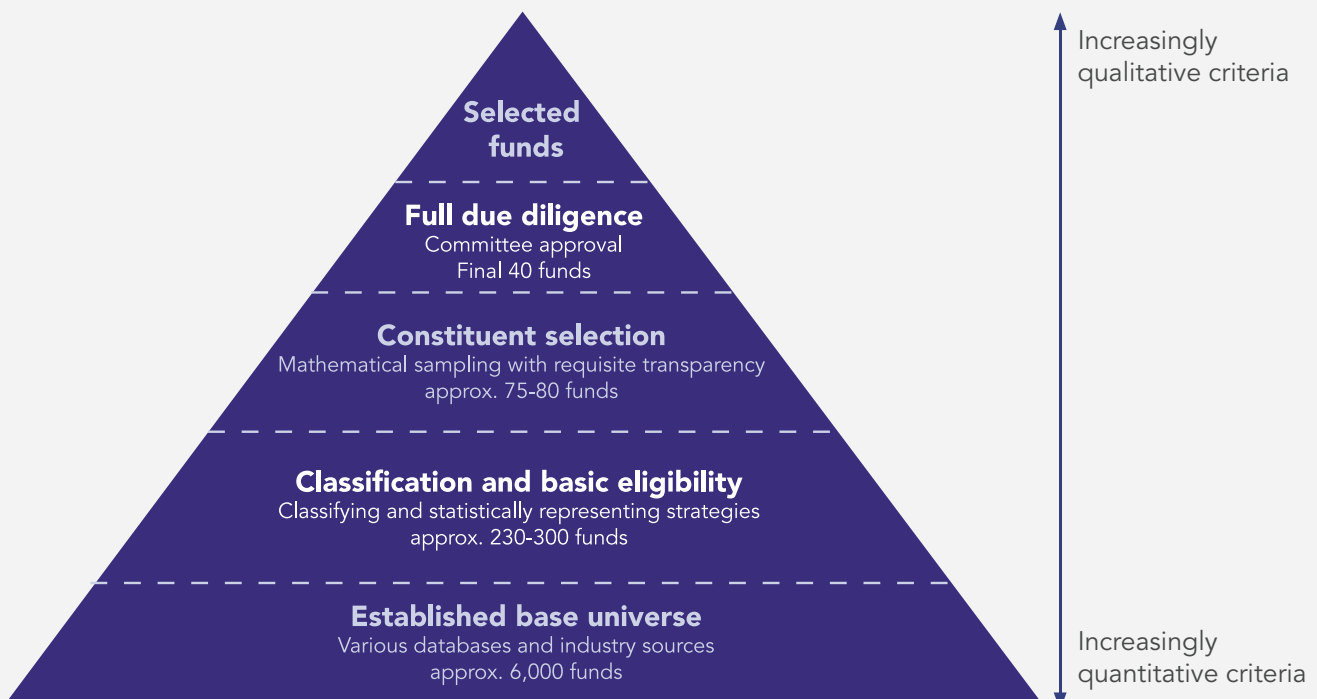 Selected
funds
Full due diligence
Committee approval
Final 40 funds
Constituent selection
Mathematical sampling with requisite transparency
approx. 75-80 funds
Classification and basic eligibility
Classifying and statistically representing strategies
approx. 230-300 funds
Established base universe
Various databases and industry sources
approx. 6,000 funds
Increasingly
qualitative criteria
Increasingly
quantitative criteria